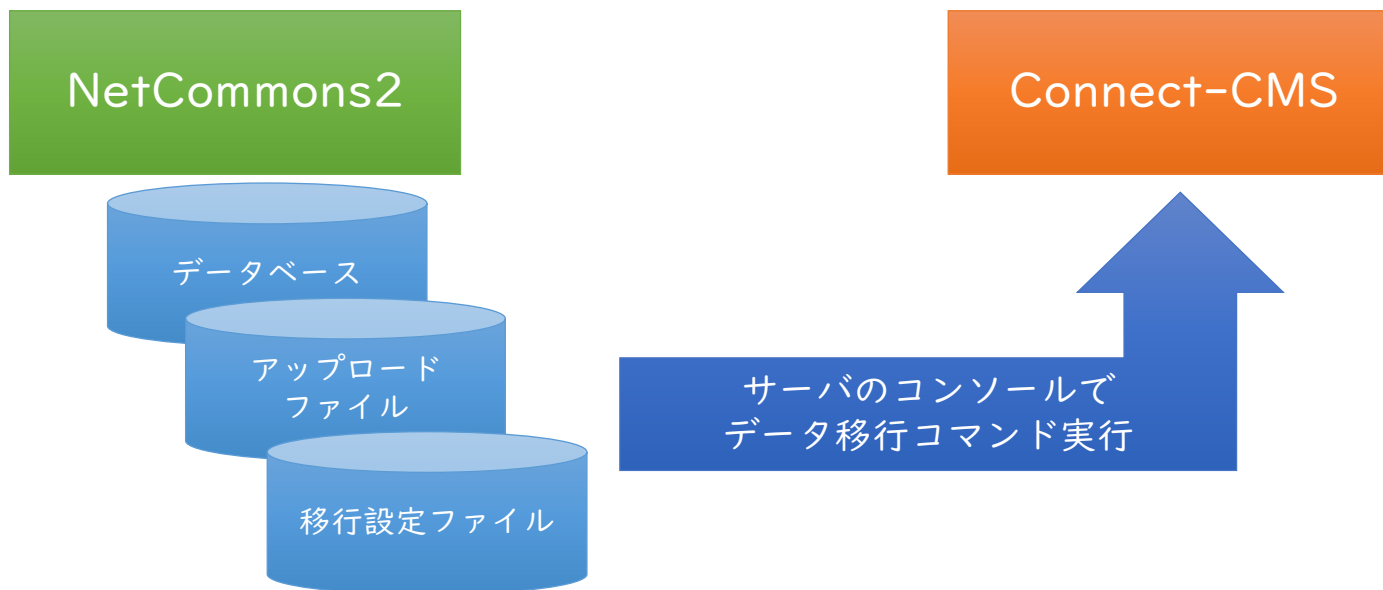 NetCommons2
Connect-CMS
データベース
アップロード
ファイル
移行設定ファイル
サーバのコンソールで
データ移行コマンド実行